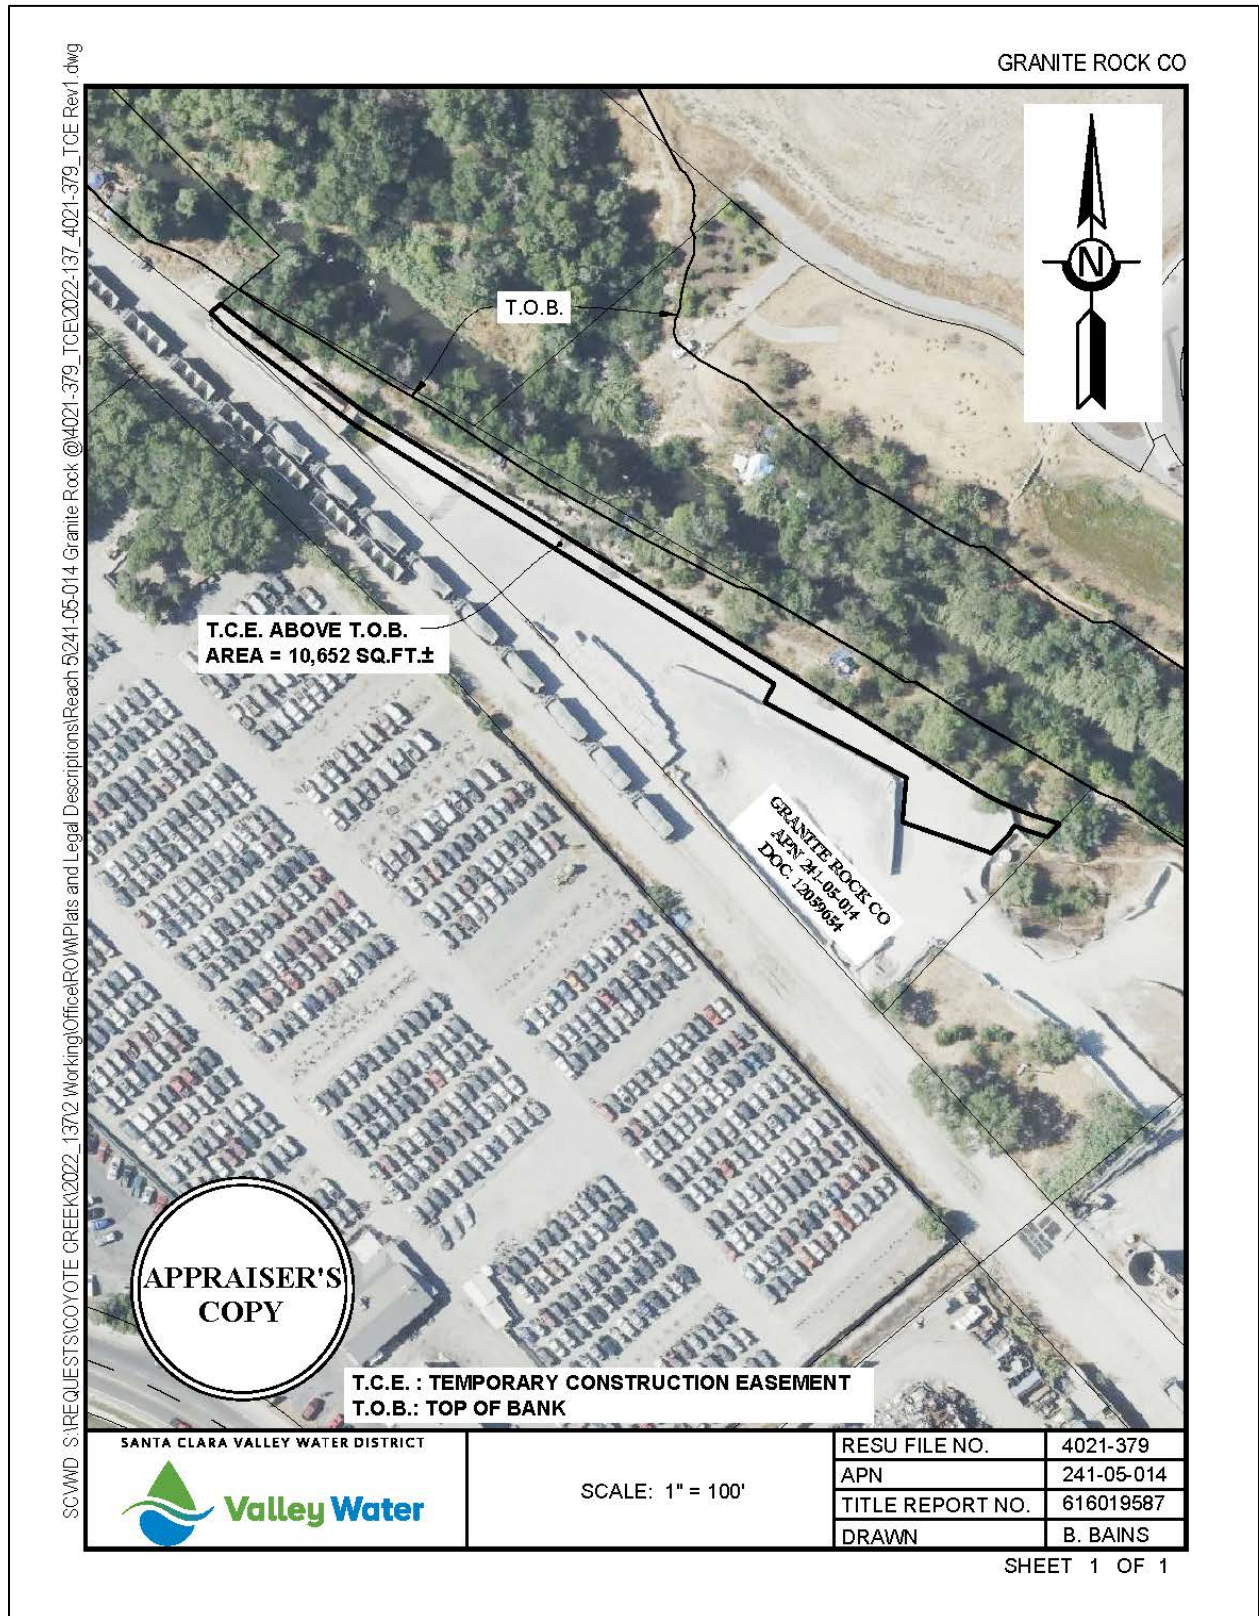 GRANITE ROCK CO
SCVWD S:\REQUESTS\COYOTE CREEK\2022_137\2 Working\Office\ROW\Plats and Legal Descriptions\Reach 5\241-05-014 Granite Rock @\4021-379_TCE\2022-137_4021-379_TCE Rev1.dwg
N
T.O.B.
T.C.E. ABOVE T.O.B.
AREA = 10,652 SQ.FT.±
GRANITE ROCK CO
APN 241-05-014
DOC. 12059654
APPRAISER'S
COPY
T.C.E. : TEMPORARY CONSTRUCTION EASEMENT
T.O.B.: TOP OF BANK
SANTA CLARA VALLEY WATER DISTRICT
Valley Water
SCALE: 1" = 100'
RESU FILE NO. 4021-379
APN 241-05-014
TITLE REPORT NO. 616019587
DRAWN B. BAINS
SHEET 1 OF 1